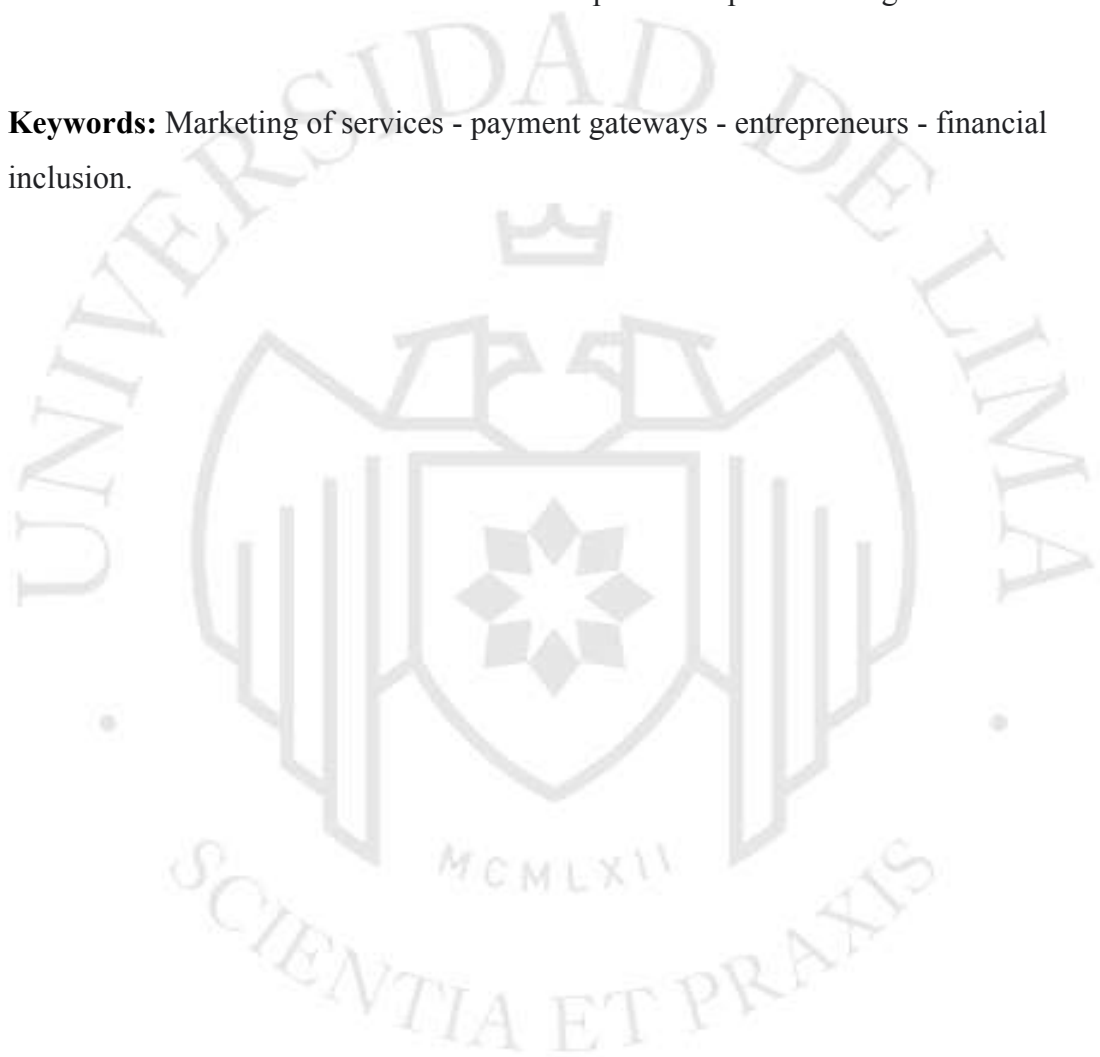 Keywords: Marketing of services - payment gateways - entrepreneurs - financial
inclusion.
UNIVERSIDAD DE LIMA
MCMLXII
SCIENTIA ET PRAXIS